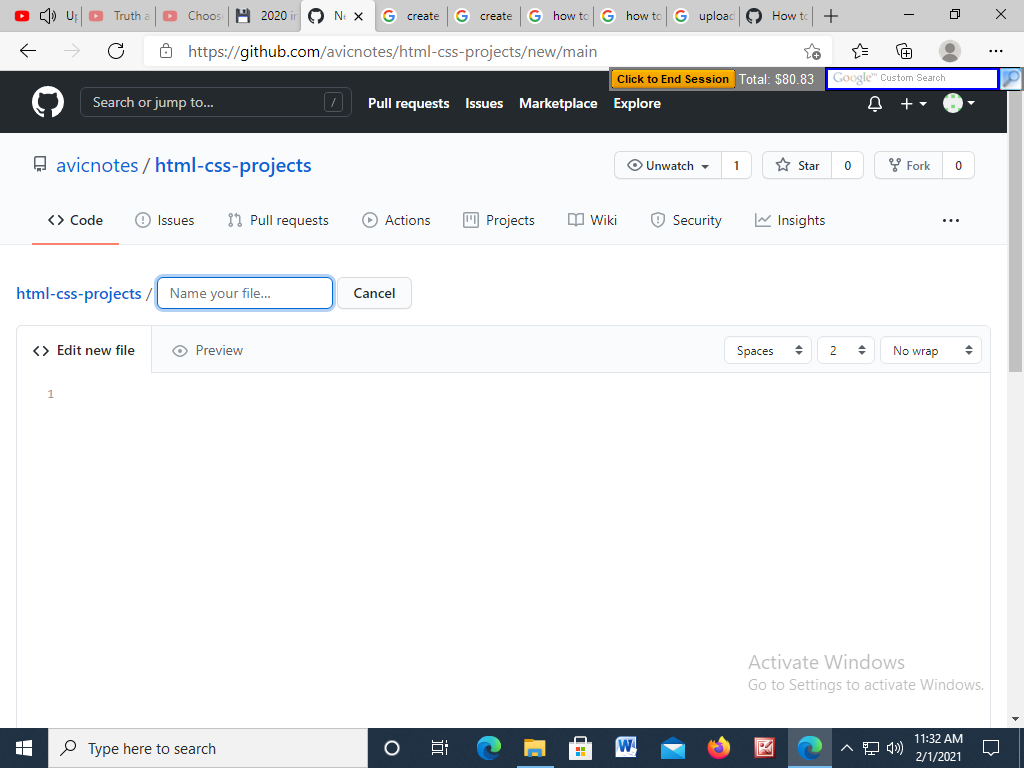 Up
Truth a
Choos
2020 i
Ne
create
create
how to
how to
upload
How to
https://github.com/avicnotes/html-css-projects/new/main
Click to End Session Total: $80.83 Google™ Custom Search
Search or jump to... / Pull requests Issues Marketplace Explore
avicnotes / html-css-projects Unwatch 1 Star 0 Fork 0
Code Issues Pull requests Actions Projects Wiki Security Insights
html-css-projects / Name your file... Cancel
Edit new file Preview Spaces 2 No wrap
1
Activate Windows
Go to Settings to activate Windows.
Type here to search
11:32 AM
2/1/2021